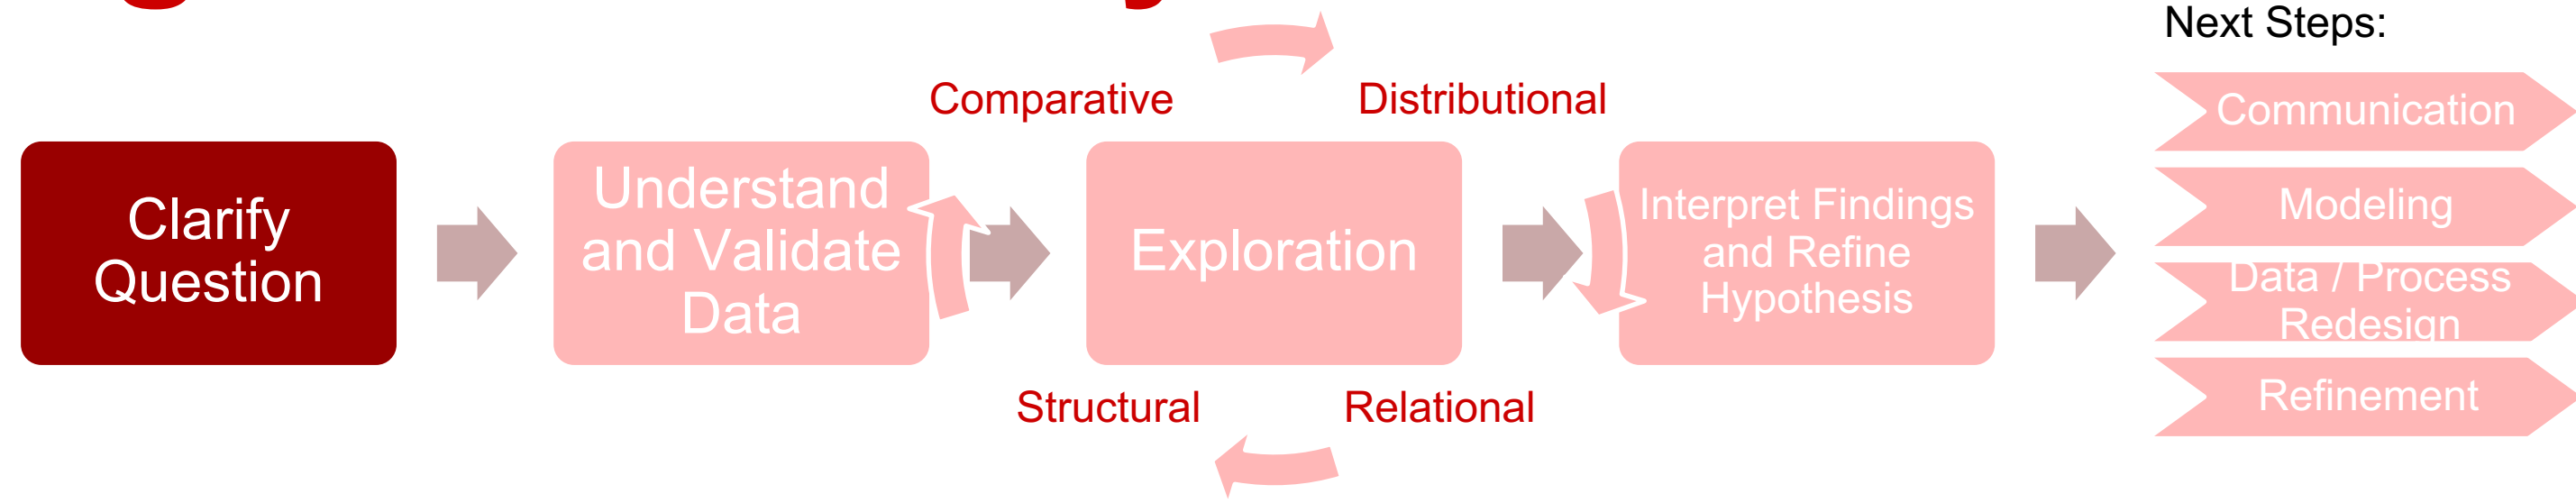 Next Steps:
Comparative
Distributional
Clarify
Question
Understand
and Validate
Data
Exploration
Interpret Findings
and Refine
Hypothesis
Structural
Relational
Communication
Modeling
Data / Process
Redesign
Refinement